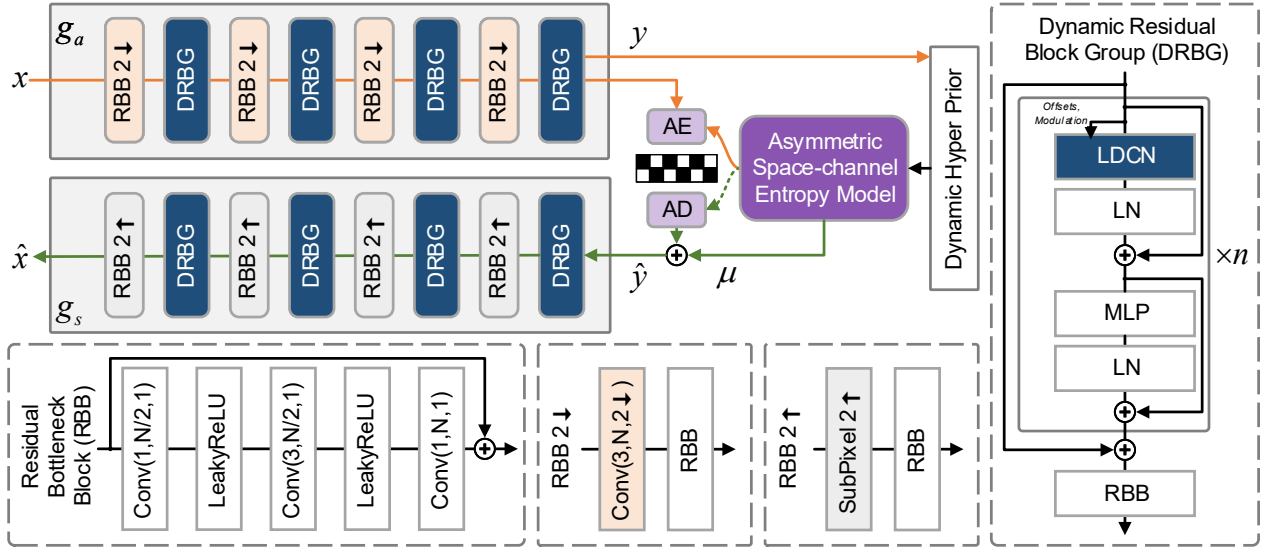 g_a
x
RBB 2↓
DRBG
RBB 2↓
DRBG
RBB 2↓
DRBG
RBB 2↓
DRBG
y
AE
AD
Asymmetric
Space-channel
Entropy Model
Dynamic Hyper Prior
x̂
RBB 2↑
DRBG
RBB 2↑
DRBG
RBB 2↑
DRBG
RBB 2↑
DRBG
ŷ
μ
g_s
Dynamic Residual
Block Group (DRBG)
Offsets,
Modulation
LDCN
LN
×n
MLP
LN
RBB
Residual
Bottleneck
Block (RBB)
Conv(1,N/2,1)
LeakyReLU
Conv(3,N/2,1)
LeakyReLU
Conv(1,N,1)
RBB 2↓
Conv(3,N,2↓)
RBB
RBB 2↑
SubPixel 2↑
RBB